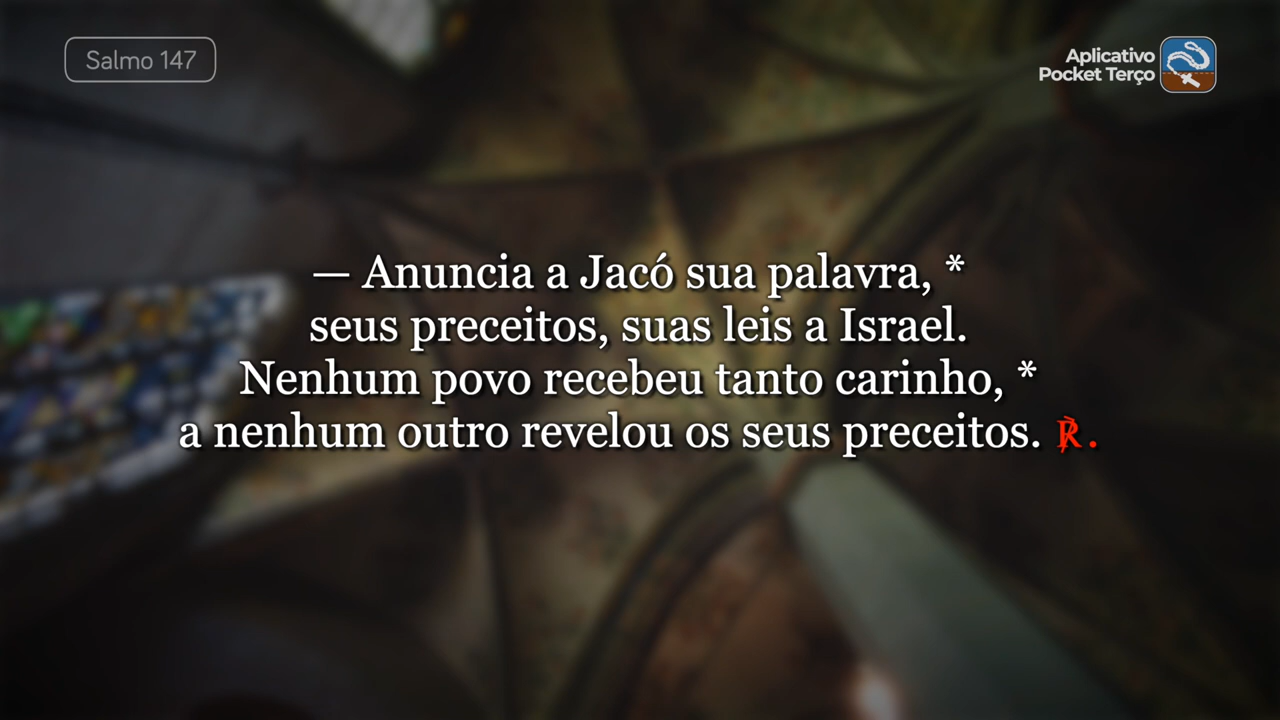 Salmo 147
Aplicativo
Pocket Terço
— Anuncia a Jacó sua palavra, *
seus preceitos, suas leis a Israel.
Nenhum povo recebeu tanto carinho, *
a nenhum outro revelou os seus preceitos. ℟.